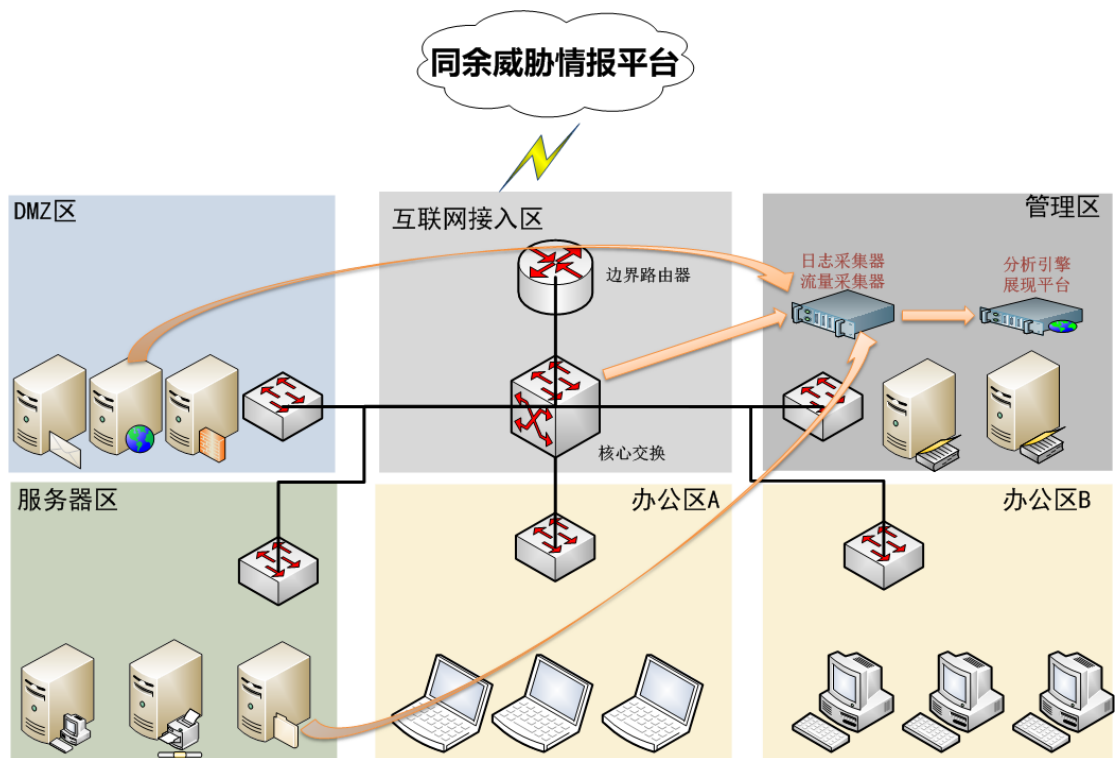 同余威胁情报平台
DMZ区
互联网接入区
管理区
边界路由器
日志采集器
流量采集器
分析引擎
展现平台
核心交换
服务器区
办公区A
办公区B